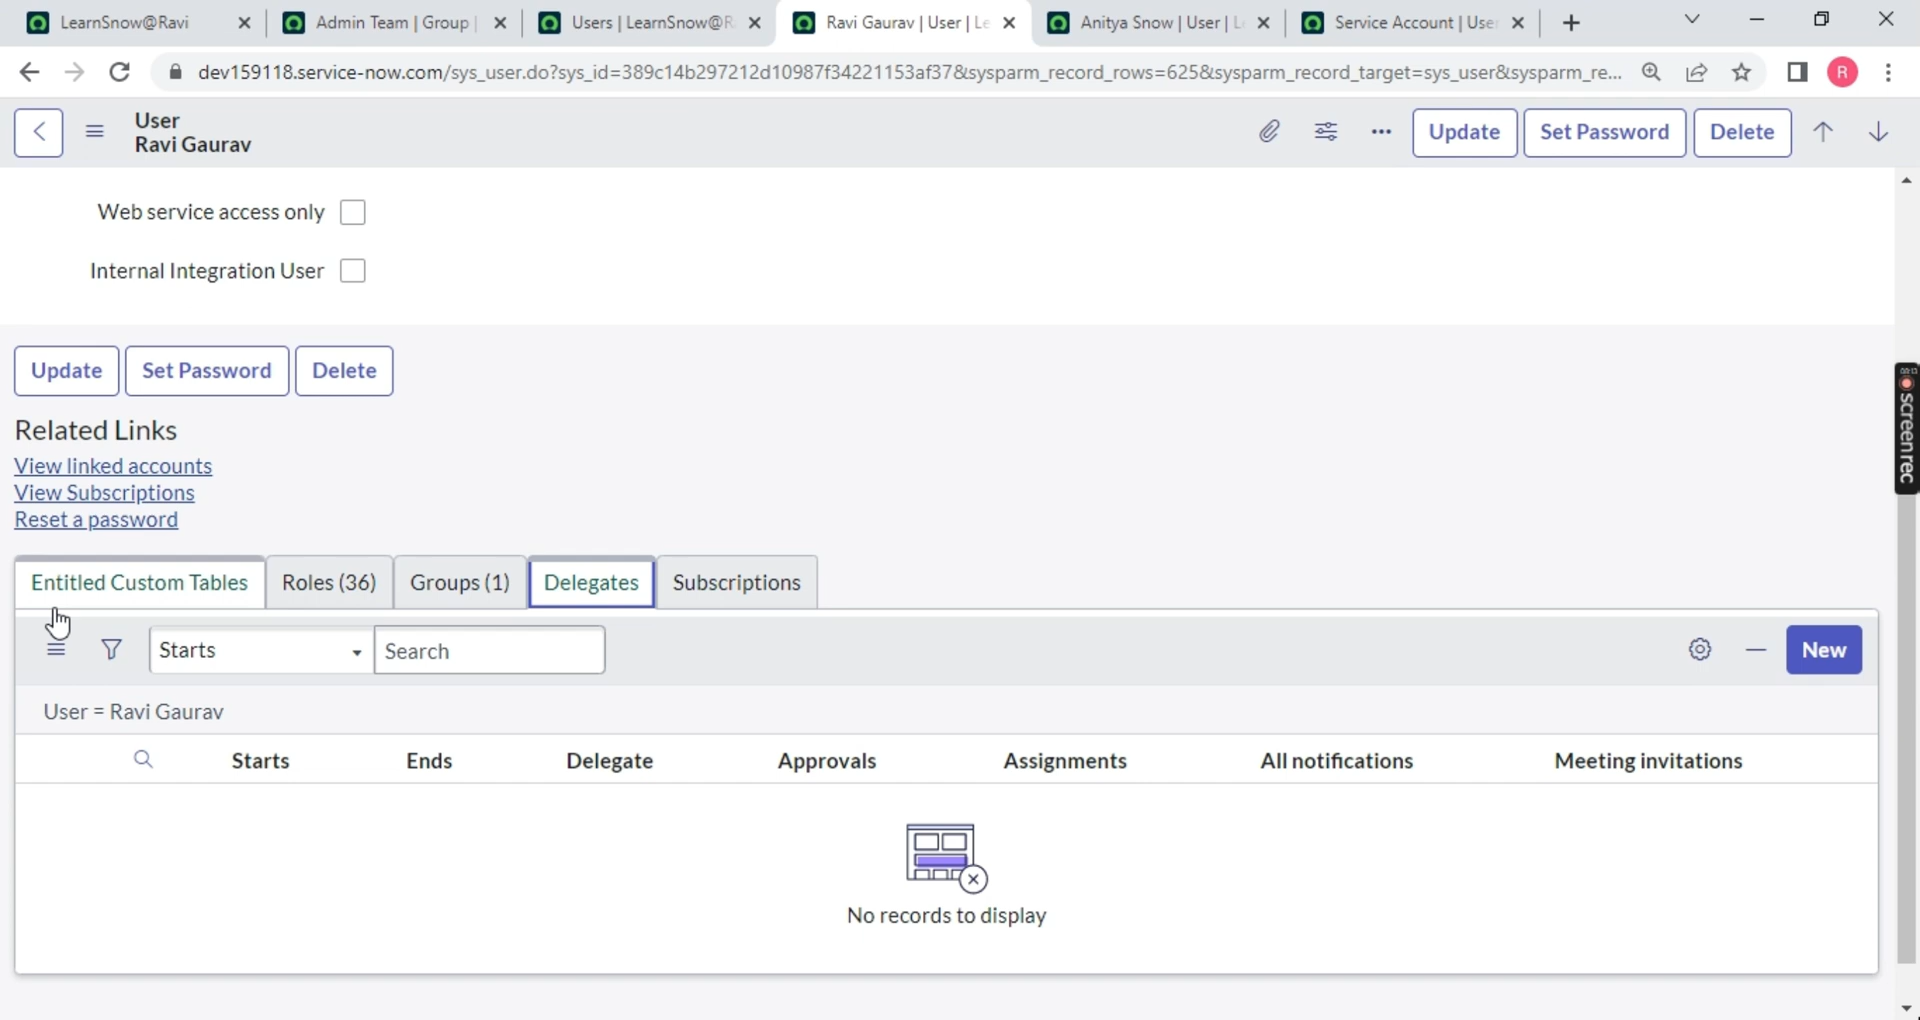 LearnSnow@Ravi
Admin Team | Group |
Users | LearnSnow@R
Ravi Gaurav | User | Le
Anitya Snow | User | L
Service Account | User
dev159118.service-now.com/sys_user.do?sys_id=389c14b297212d10987f34221153af37&sysparm_record_rows=625&sysparm_record_target=sys_user&sysparm_re...
R
User
Ravi Gaurav
Update
Set Password
Delete
Web service access only
Internal Integration User
Update
Set Password
Delete
Related Links
View linked accounts
View Subscriptions
Reset a password
Entitled Custom Tables
Roles (36)
Groups (1)
Delegates
Subscriptions
Starts
Search
New
User = Ravi Gaurav
Starts
Ends
Delegate
Approvals
Assignments
All notifications
Meeting invitations
No records to display
screenrec